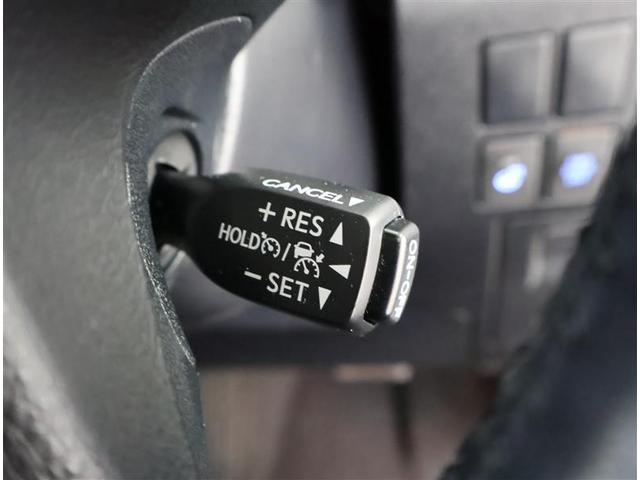 CANCEL▼
+ RES ▲
HOLD /
− SET ▼
ON-OFF